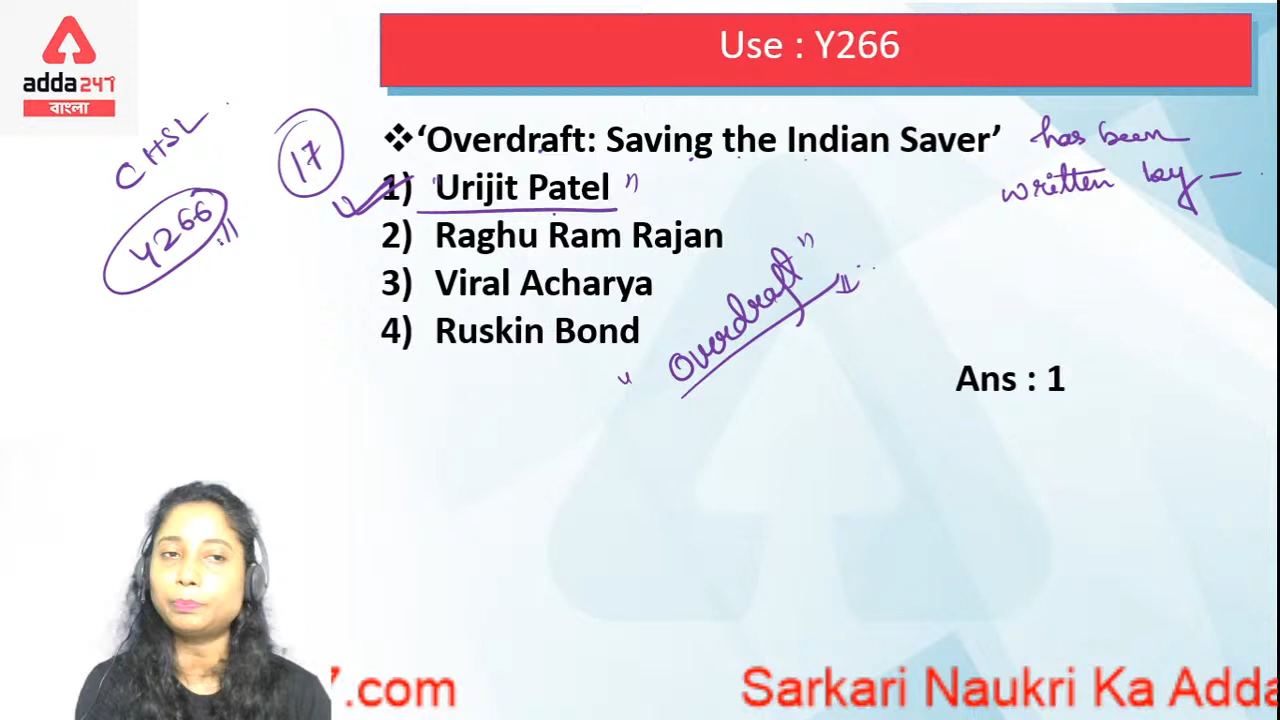 adda247
বাংলা
Use : Y266
CHSL
17
Y266
❖‘Overdraft: Saving the Indian Saver’ has been
written by –
1) "Urijit Patel"
2) Raghu Ram Rajan
3) Viral Acharya
4) Ruskin Bond
"Overdraft"
Ans : 1
7.com
Sarkari Naukri Ka Adda